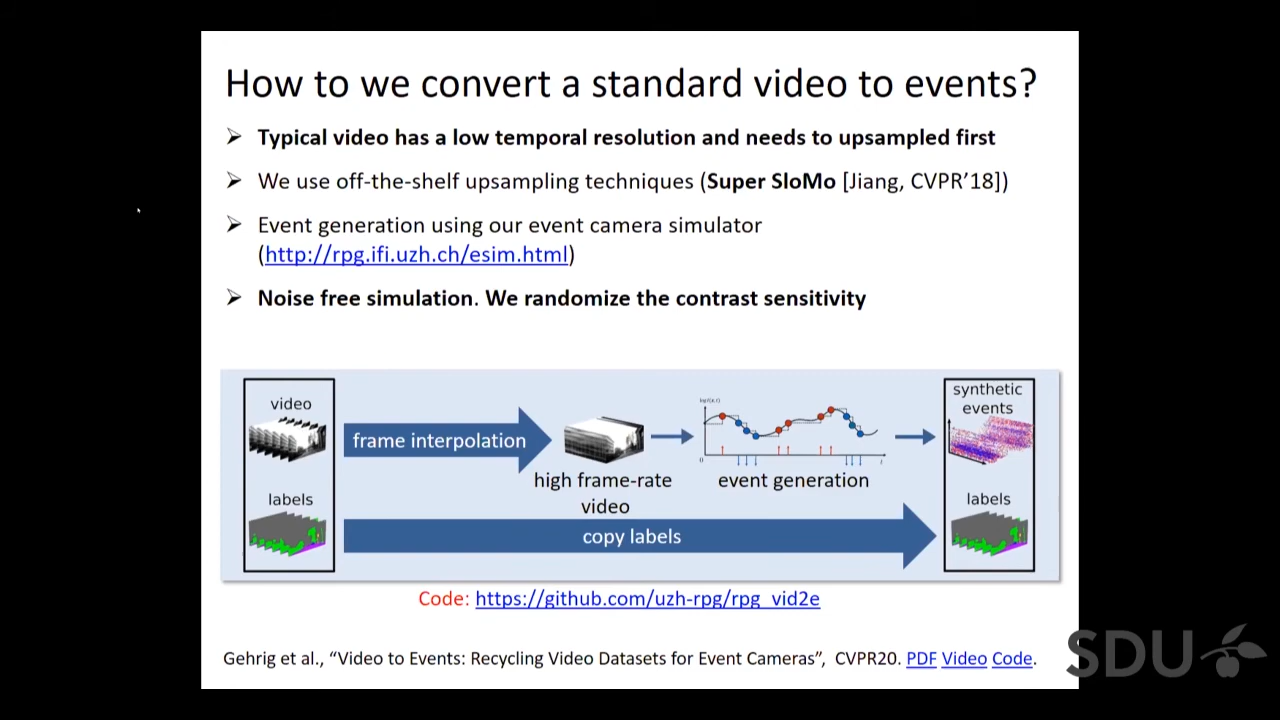 How to we convert a standard video to events?
Typical video has a low temporal resolution and needs to upsampled first
We use off-the-shelf upsampling techniques (Super SloMo [Jiang, CVPR’18])
Event generation using our event camera simulator
(http://rpg.ifi.uzh.ch/esim.html)
Noise free simulation. We randomize the contrast sensitivity
video
frame interpolation
high frame-rate
video
event generation
synthetic
events
labels
copy labels
labels
Code: https://github.com/uzh-rpg/rpg_vid2e
Gehrig et al., “Video to Events: Recycling Video Datasets for Event Cameras”, CVPR20. PDF Video Code.
SDU